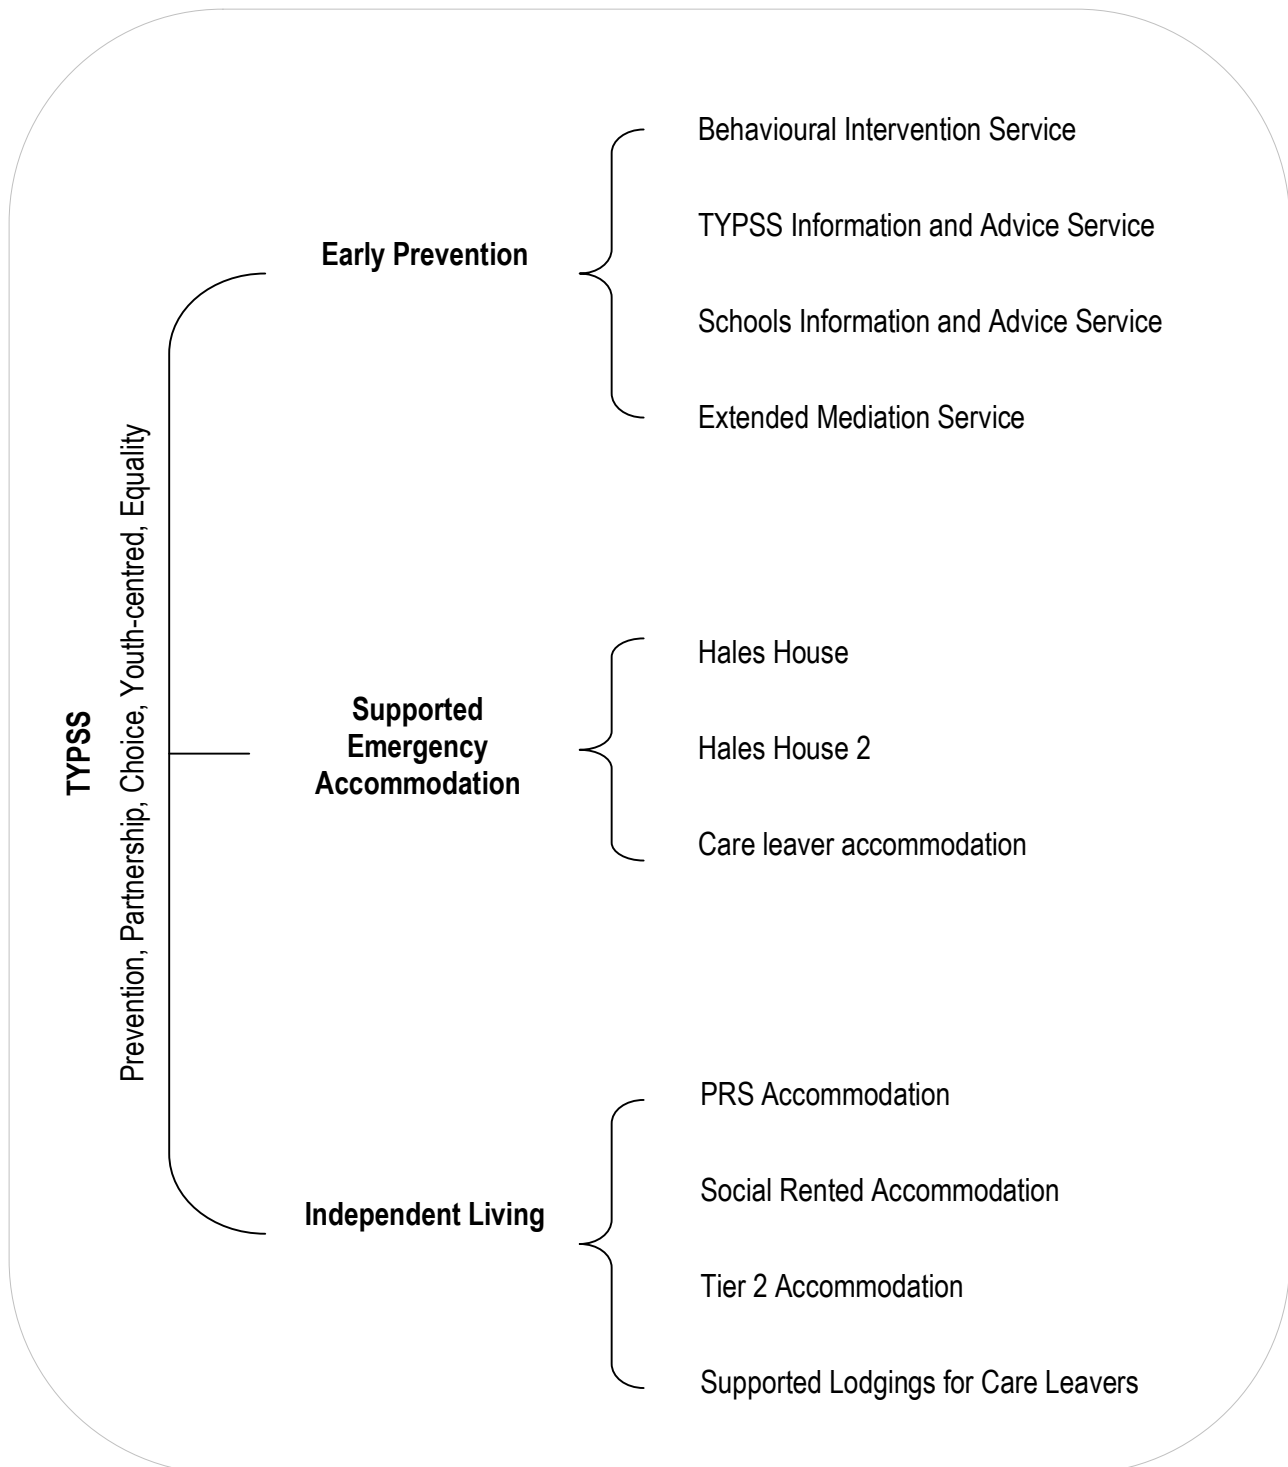 TYPSS
Prevention, Partnership, Choice, Youth-centred, Equality
Early Prevention
Behavioural Intervention Service
TYPSS Information and Advice Service
Schools Information and Advice Service
Extended Mediation Service
Supported
Emergency
Accommodation
Hales House
Hales House 2
Care leaver accommodation
Independent Living
PRS Accommodation
Social Rented Accommodation
Tier 2 Accommodation
Supported Lodgings for Care Leavers